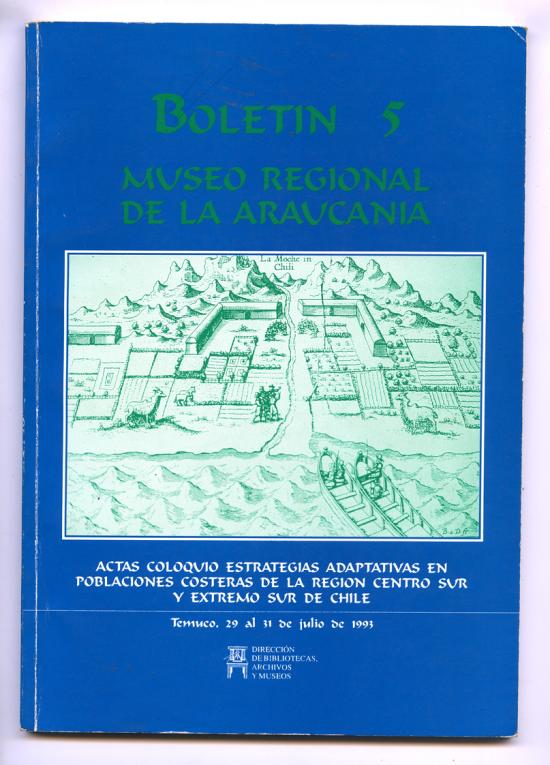 BOLETIN 5
MUSEO REGIONAL
DE LA ARAUCANIA
La Moche in
Chili
B. a D. ft
ACTAS COLOQUIO ESTRATEGIAS ADAPTATIVAS EN
POBLACIONES COSTERAS DE LA REGION CENTRO SUR
Y EXTREMO SUR DE CHILE
Temuco, 29 al 31 de julio de 1993
DIRECCIÓN
DE BIBLIOTECAS,
ARCHIVOS
Y MUSEOS